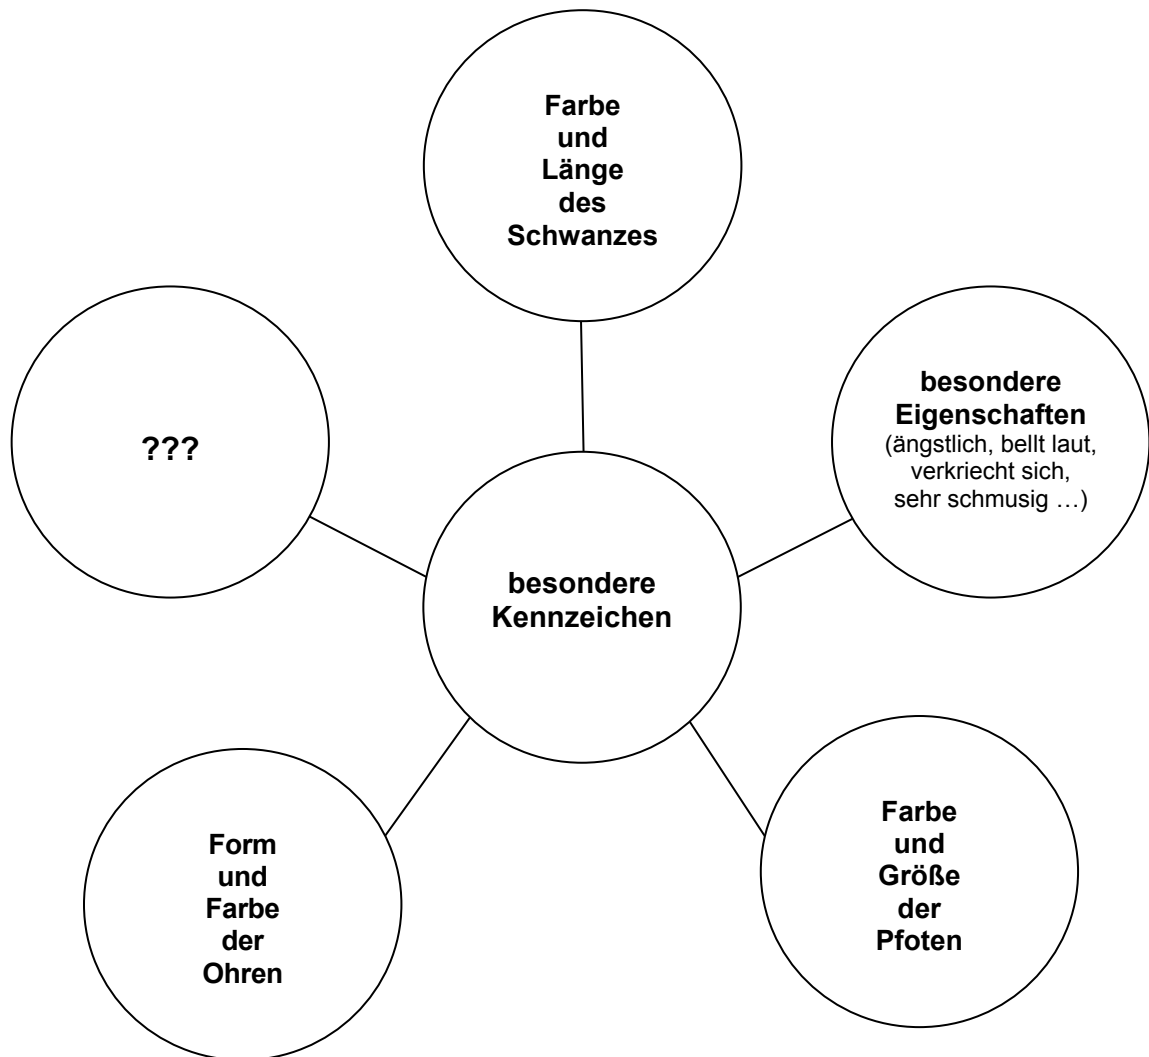 Farbe
und
Länge
des
Schwanzes
besondere
Eigenschaften
(ängstlich, bellt laut,
verkriecht sich,
sehr schmusig …)
???
besondere
Kennzeichen
Form
und
Farbe
der
Ohren
Farbe
und
Größe
der
Pfoten